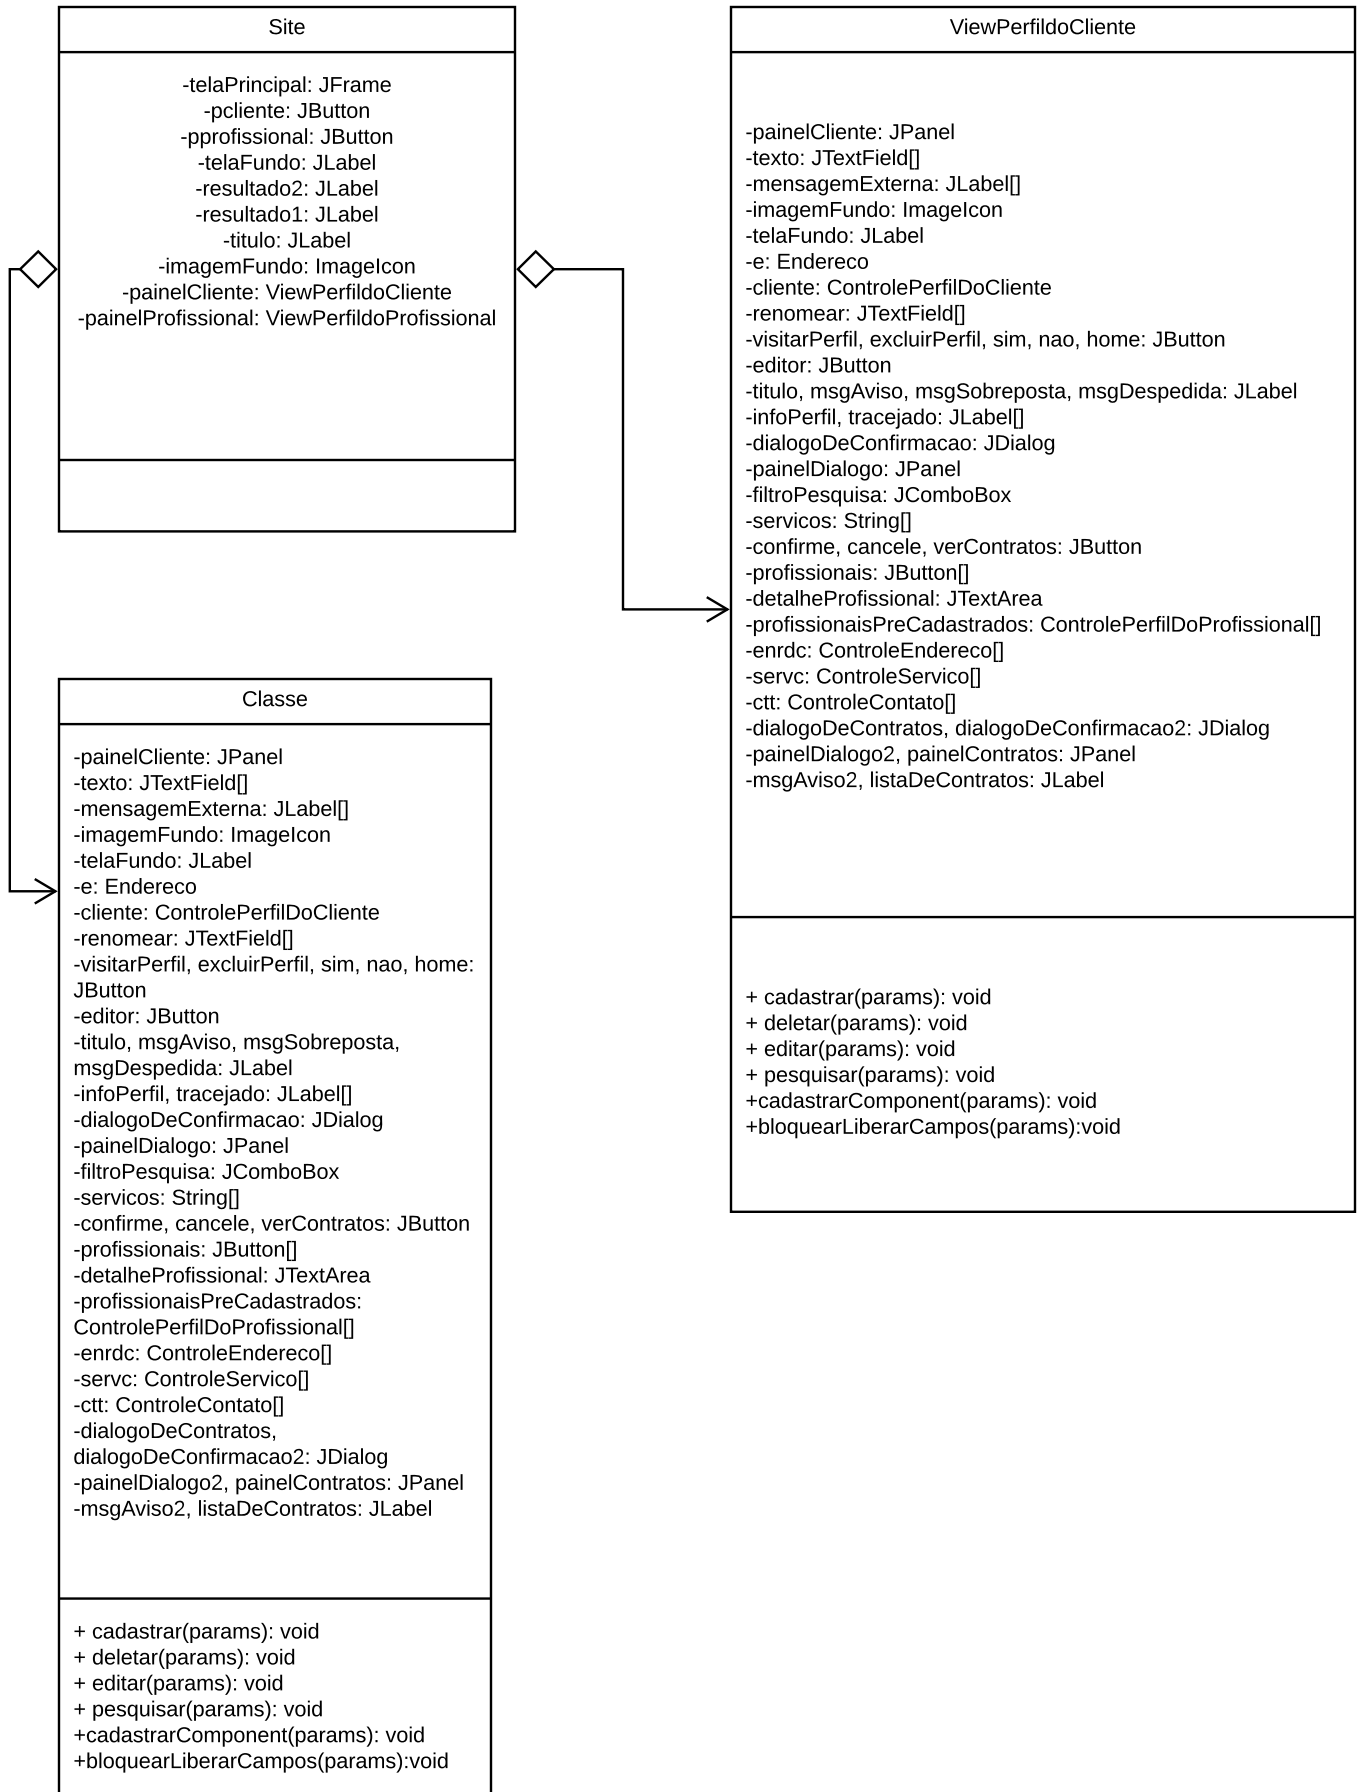 Site
-telaPrincipal: JFrame
-pcliente: JButton
-pprofissional: JButton
-telaFundo: JLabel
-resultado2: JLabel
-resultado1: JLabel
-titulo: JLabel
-imagemFundo: ImageIcon
-painelCliente: ViewPerfildoCliente
-painelProfissional: ViewPerfildoProfissional
ViewPerfildoCliente
-painelCliente: JPanel
-texto: JTextField[]
-mensagemExterna: JLabel[]
-imagemFundo: ImageIcon
-telaFundo: JLabel
-e: Endereco
-cliente: ControlePerfilDoCliente
-renomear: JTextField[]
-visitarPerfil, excluirPerfil, sim, nao, home: JButton
-editor: JButton
-titulo, msgAviso, msgSobreposta, msgDespedida: JLabel
-infoPerfil, tracejado: JLabel[]
-dialogoDeConfirmacao: JDialog
-painelDialogo: JPanel
-filtroPesquisa: JComboBox
-servicos: String[]
-confirme, cancele, verContratos: JButton
-profissionais: JButton[]
-detalheProfissional: JTextArea
-profissionaisPreCadastrados: ControlePerfilDoProfissional[]
-enrdc: ControleEndereco[]
-servc: ControleServico[]
-ctt: ControleContato[]
-dialogoDeContratos, dialogoDeConfirmacao2: JDialog
-painelDialogo2, painelContratos: JPanel
-msgAviso2, listaDeContratos: JLabel
+ cadastrar(params): void
+ deletar(params): void
+ editar(params): void
+ pesquisar(params): void
+cadastrarComponent(params): void
+bloquearLiberarCampos(params):void
Classe
-painelCliente: JPanel
-texto: JTextField[]
-mensagemExterna: JLabel[]
-imagemFundo: ImageIcon
-telaFundo: JLabel
-e: Endereco
-cliente: ControlePerfilDoCliente
-renomear: JTextField[]
-visitarPerfil, excluirPerfil, sim, nao, home:
JButton
-editor: JButton
-titulo, msgAviso, msgSobreposta,
msgDespedida: JLabel
-infoPerfil, tracejado: JLabel[]
-dialogoDeConfirmacao: JDialog
-painelDialogo: JPanel
-filtroPesquisa: JComboBox
-servicos: String[]
-confirme, cancele, verContratos: JButton
-profissionais: JButton[]
-detalheProfissional: JTextArea
-profissionaisPreCadastrados:
ControlePerfilDoProfissional[]
-enrdc: ControleEndereco[]
-servc: ControleServico[]
-ctt: ControleContato[]
-dialogoDeContratos,
dialogoDeConfirmacao2: JDialog
-painelDialogo2, painelContratos: JPanel
-msgAviso2, listaDeContratos: JLabel
+ cadastrar(params): void
+ deletar(params): void
+ editar(params): void
+ pesquisar(params): void
+cadastrarComponent(params): void
+bloquearLiberarCampos(params):void